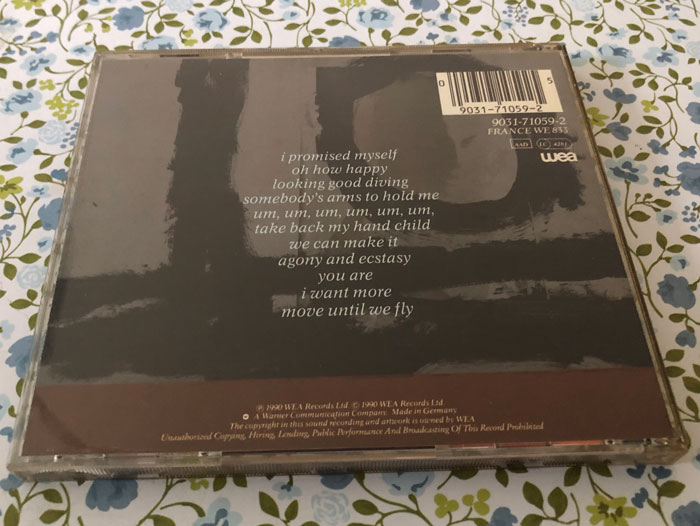 0 5
9031-71059-2
9031-71059-2
FRANCE WE 833
AAD LC 4281
wea
i promised myself
oh how happy
looking good diving
somebody's arms to hold me
um, um, um, um, um, um,
take back my hand child
we can make it
agony and ecstasy
you are
i want more
move until we fly
℗ 1990 WEA Records Ltd. © 1990 WEA Records Ltd.
A Warner Communication Company. Made in Germany
The copyright in this sound recording and artwork is owned by WEA
Unauthorized Copying, Hiring, Lending, Public Performance And Broadcasting Of This Record Prohibited